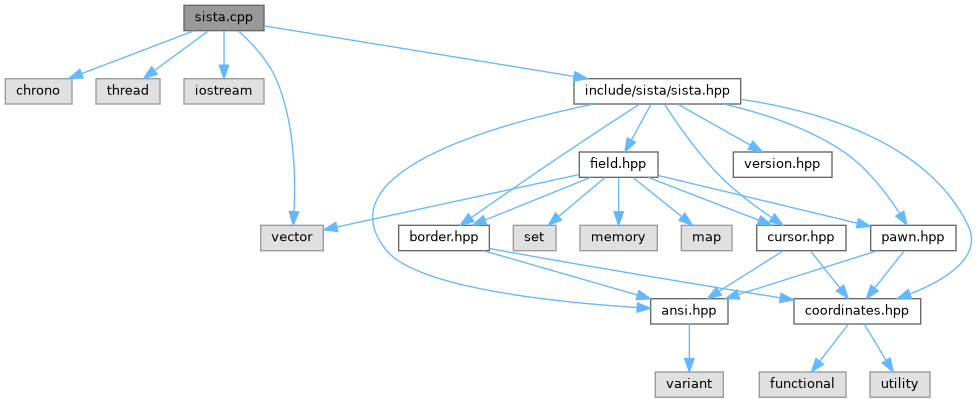 sista.cpp
chrono
thread
iostream
include/sista/sista.hpp
field.hpp
version.hpp
vector
border.hpp
set
memory
map
cursor.hpp
pawn.hpp
ansi.hpp
coordinates.hpp
variant
functional
utility